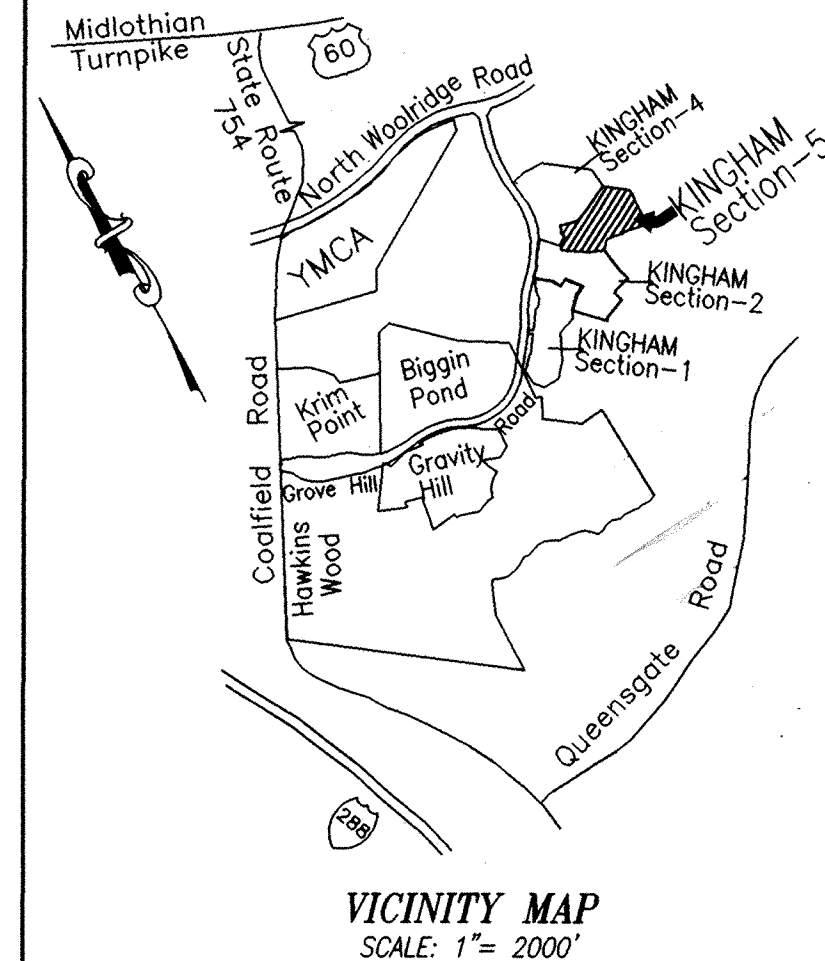 Midlothian
Turnpike
60
State Route
754
North Woolridge Road
KINGHAM
Section-4
KINGHAM
Section-5
YMCA
KINGHAM
Section-2
KINGHAM
Section-1
Biggin
Pond
Krim
Point
Coalfield Road
Grove Hill Road
Gravity
Hill
Hawkins
Wood
Queensgate Road
288
VICINITY MAP
SCALE: 1"= 2000'